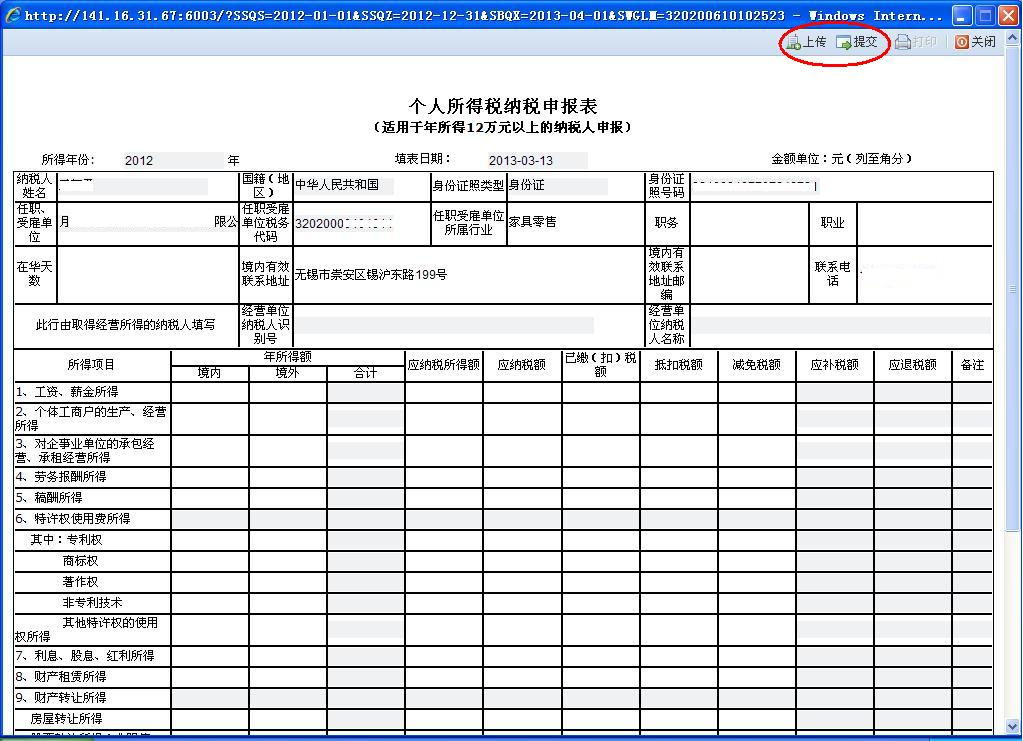 http://141.16.31.67:6003/?SSQS=2012-01-01&SSQZ=2012-12-31&SBQX=2013-04-01&SWGLM=320200610102523 - Windows Intern...
上传 提交 打印 关闭
个人所得税纳税申报表
（适用于年所得12万元以上的纳税人申报）
所得年份： 2012 年 填表日期： 2013-03-13 金额单位：元（列至角分）
纳税人姓名 国籍（地区） 中华人民共和国 身份证照类型 身份证 身份证照号码
任职、受雇单位 月 限公 任职受雇单位税务代码 3202000 任职受雇单位所属行业 家具零售 职务 职业
在华天数 境内有效联系地址 无锡市崇安区锡沪东路199号 境内有效联系地址邮编 联系电话
此行由取得经营所得的纳税人填写 经营单位纳税人识别号 经营单位纳税人名称
所得项目 年所得额 应纳税所得额 应纳税额 已缴（扣）税额 抵扣税额 减免税额 应补税额 应退税额 备注
境内 境外 合计
1、工资、薪金所得
2、个体工商户的生产、经营所得
3、对企事业单位的承包经营、承租经营所得
4、劳务报酬所得
5、稿酬所得
6、特许权使用费所得
其中：专利权
商标权
著作权
非专利技术
其他特许权的使用权所得
7、利息、股息、红利所得
8、财产租赁所得
9、财产转让所得
房屋转让所得